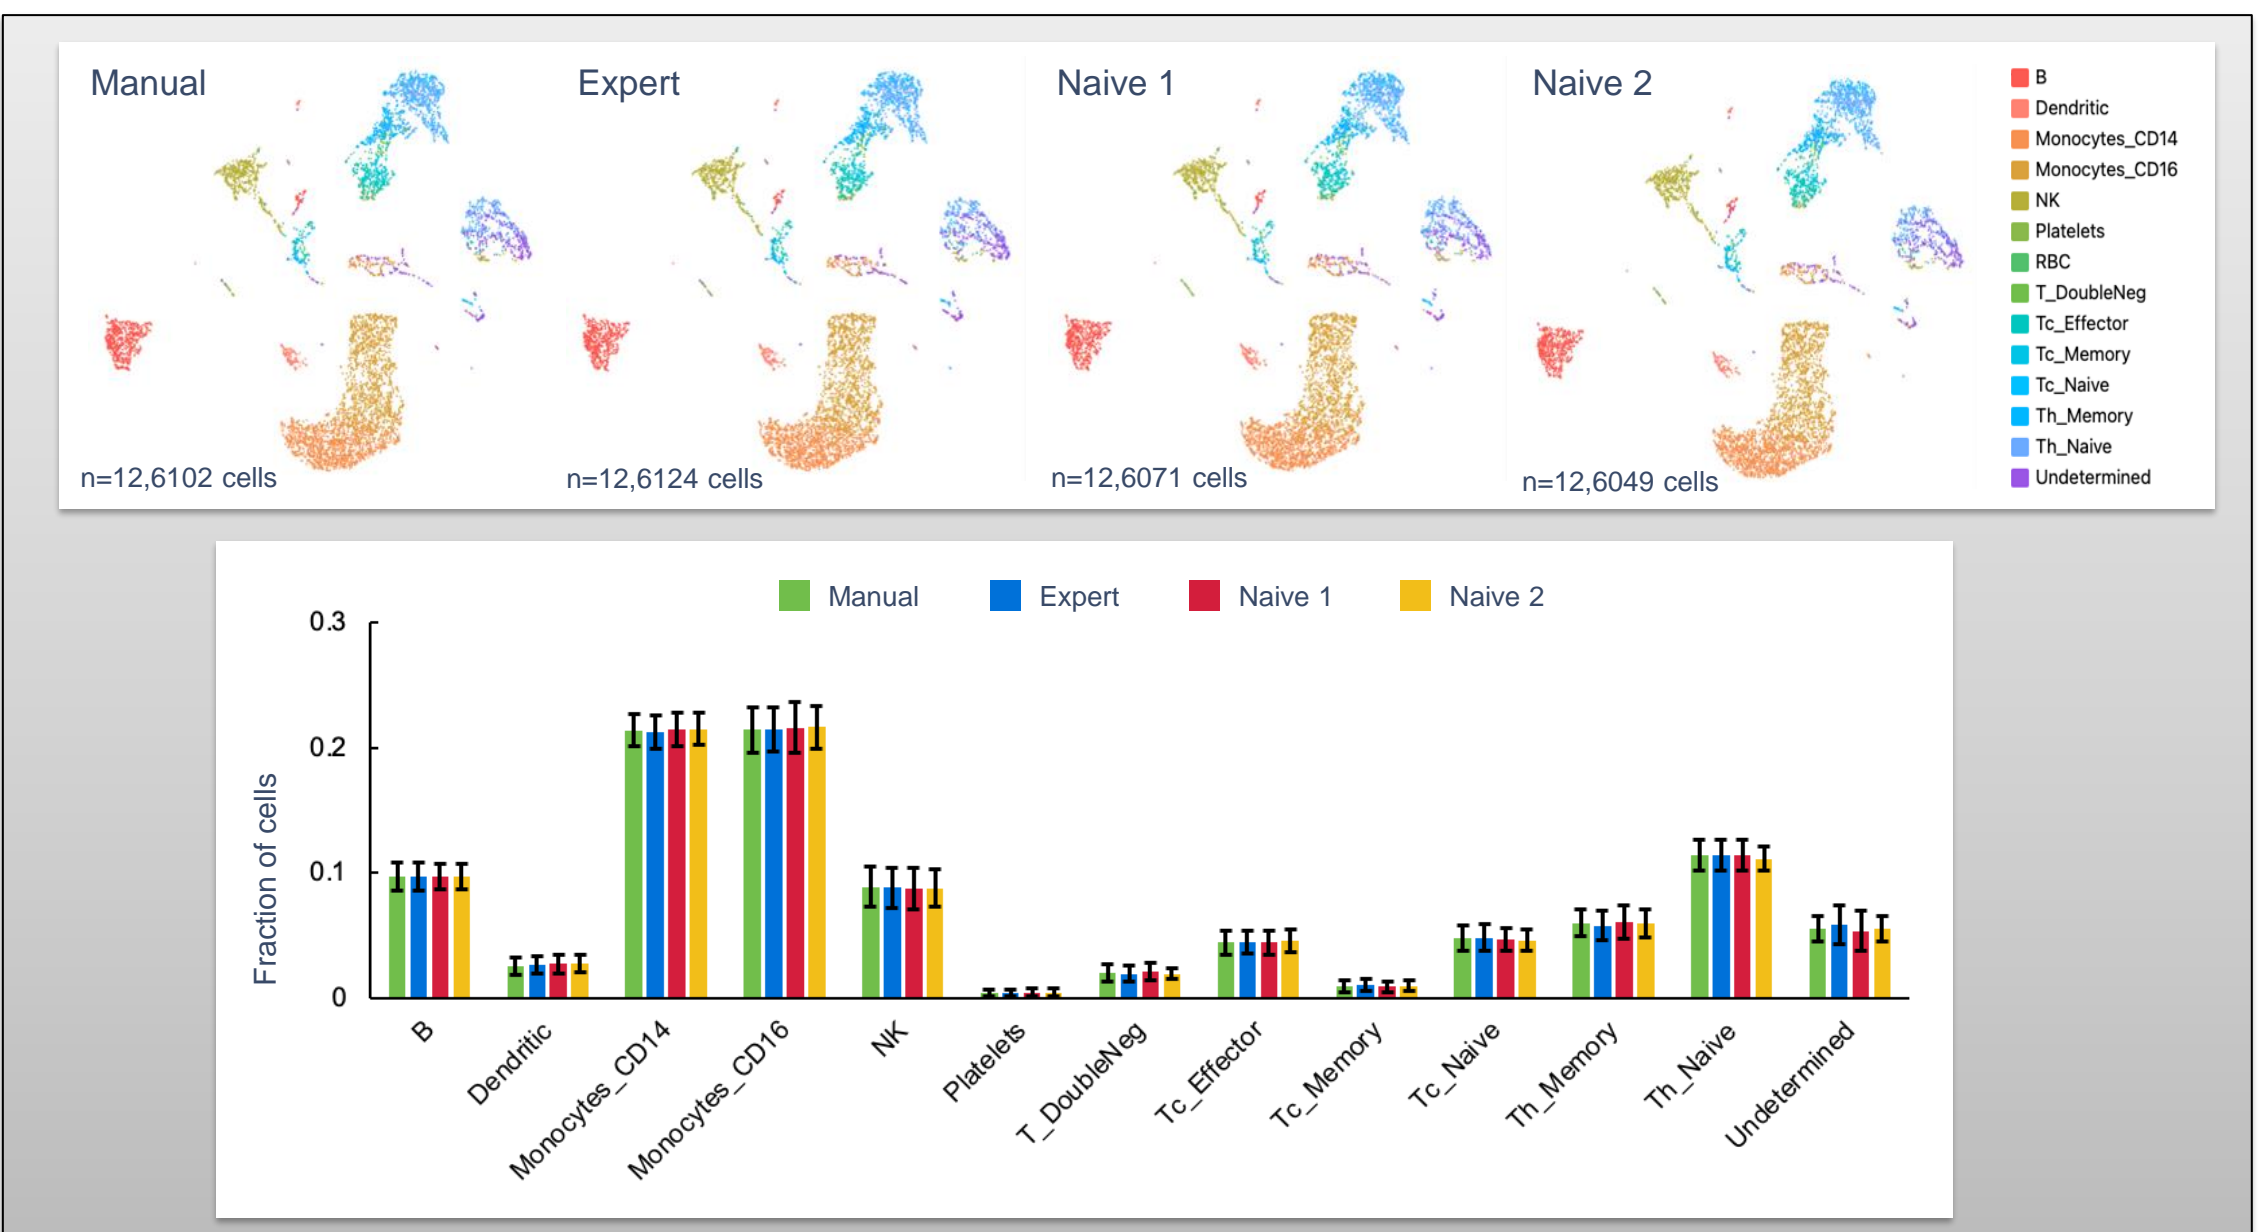 Manual
Expert
Naive 1
Naive 2
n=12,6102 cells
n=12,6124 cells
n=12,6071 cells
n=12,6049 cells
B
Dendritic
Monocytes_CD14
Monocytes_CD16
NK
Platelets
RBC
T_DoubleNeg
Tc_Effector
Tc_Memory
Tc_Naive
Th_Memory
Th_Naive
Undetermined
Manual
Expert
Naive 1
Naive 2
Fraction of cells
0.3
0.2
0.1
0
B
Dendritic
Monocytes_CD14
Monocytes_CD16
NK
Platelets
T_DoubleNeg
Tc_Effector
Tc_Memory
Tc_Naive
Th_Memory
Th_Naive
Undetermined